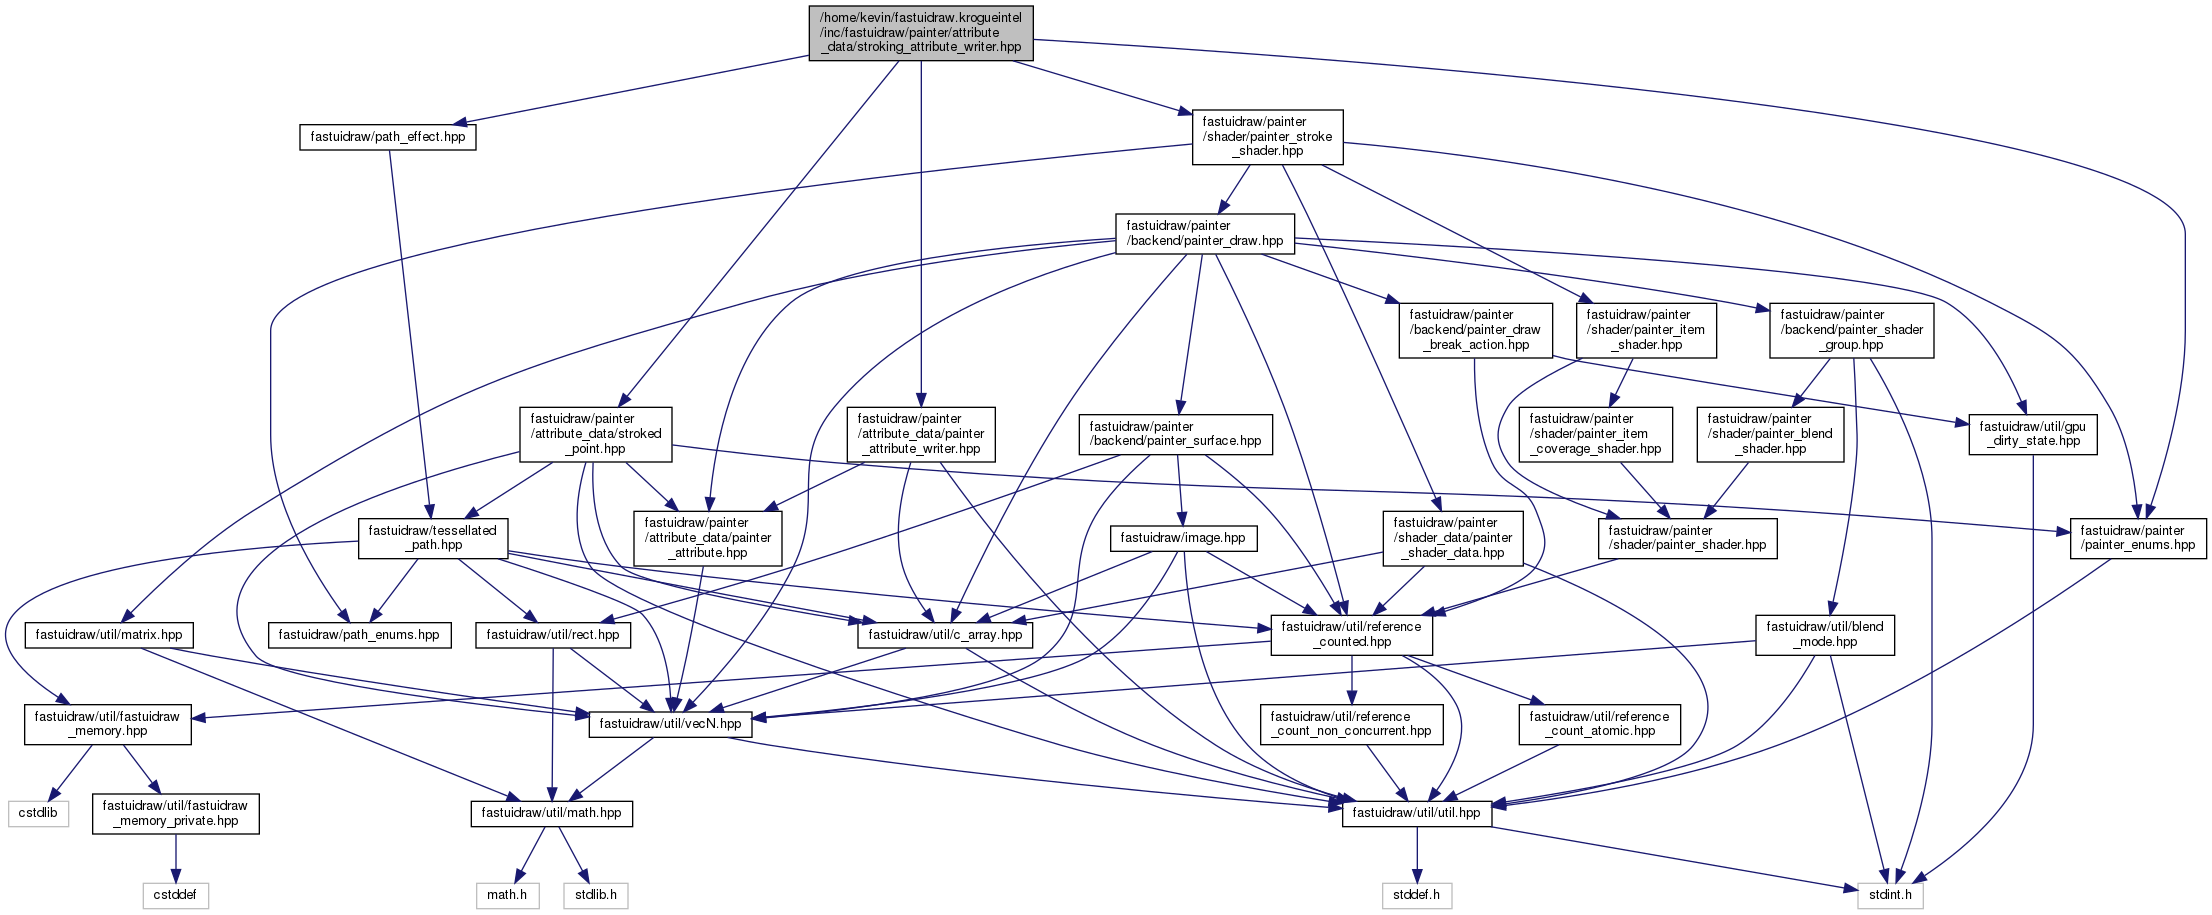 /home/kevin/fastuidraw.krogueintel
/inc/fastuidraw/painter/attribute
_data/stroking_attribute_writer.hpp
fastuidraw/path_effect.hpp
fastuidraw/painter
/shader/painter_stroke
_shader.hpp
fastuidraw/painter
/backend/painter_draw.hpp
fastuidraw/painter
/backend/painter_draw
_break_action.hpp
fastuidraw/painter
/shader/painter_item
_shader.hpp
fastuidraw/painter
/backend/painter_shader
_group.hpp
fastuidraw/painter
/attribute_data/stroked
_point.hpp
fastuidraw/painter
/attribute_data/painter
_attribute_writer.hpp
fastuidraw/painter
/backend/painter_surface.hpp
fastuidraw/painter
/shader/painter_item
_coverage_shader.hpp
fastuidraw/painter
/shader/painter_blend
_shader.hpp
fastuidraw/util/gpu
_dirty_state.hpp
fastuidraw/tessellated
_path.hpp
fastuidraw/painter
/attribute_data/painter
_attribute.hpp
fastuidraw/image.hpp
fastuidraw/painter
/shader_data/painter
_shader_data.hpp
fastuidraw/painter
/shader/painter_shader.hpp
fastuidraw/painter
/painter_enums.hpp
fastuidraw/util/matrix.hpp
fastuidraw/path_enums.hpp
fastuidraw/util/rect.hpp
fastuidraw/util/c_array.hpp
fastuidraw/util/reference
_counted.hpp
fastuidraw/util/blend
_mode.hpp
fastuidraw/util/fastuidraw
_memory.hpp
fastuidraw/util/vecN.hpp
fastuidraw/util/reference
_count_non_concurrent.hpp
fastuidraw/util/reference
_count_atomic.hpp
cstdlib
fastuidraw/util/fastuidraw
_memory_private.hpp
fastuidraw/util/math.hpp
fastuidraw/util/util.hpp
cstddef
math.h
stdlib.h
stddef.h
stdint.h